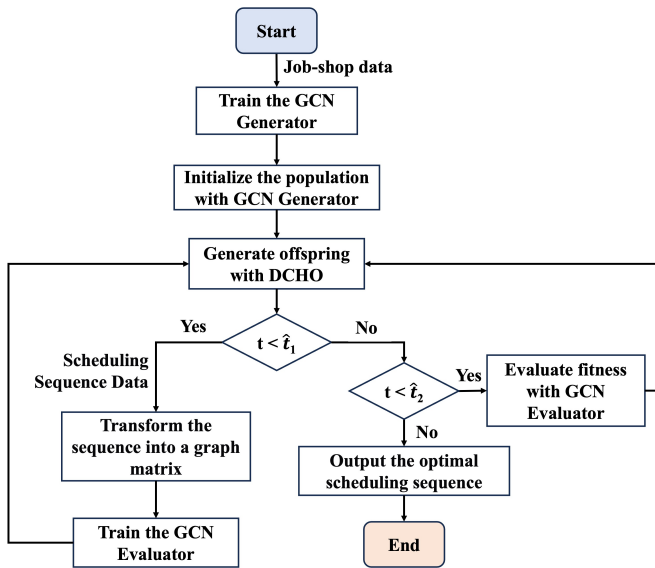 Start
Job-shop data
Train the GCN
Generator
Initialize the population
with GCN Generator
Generate offspring
with DCHO
Yes
No
t < t̂₁
Scheduling
Sequence Data
t < t̂₂
Yes
Evaluate fitness
with GCN
Evaluator
Transform the
sequence into a graph
matrix
No
Output the optimal
scheduling sequence
Train the GCN
Evaluator
End